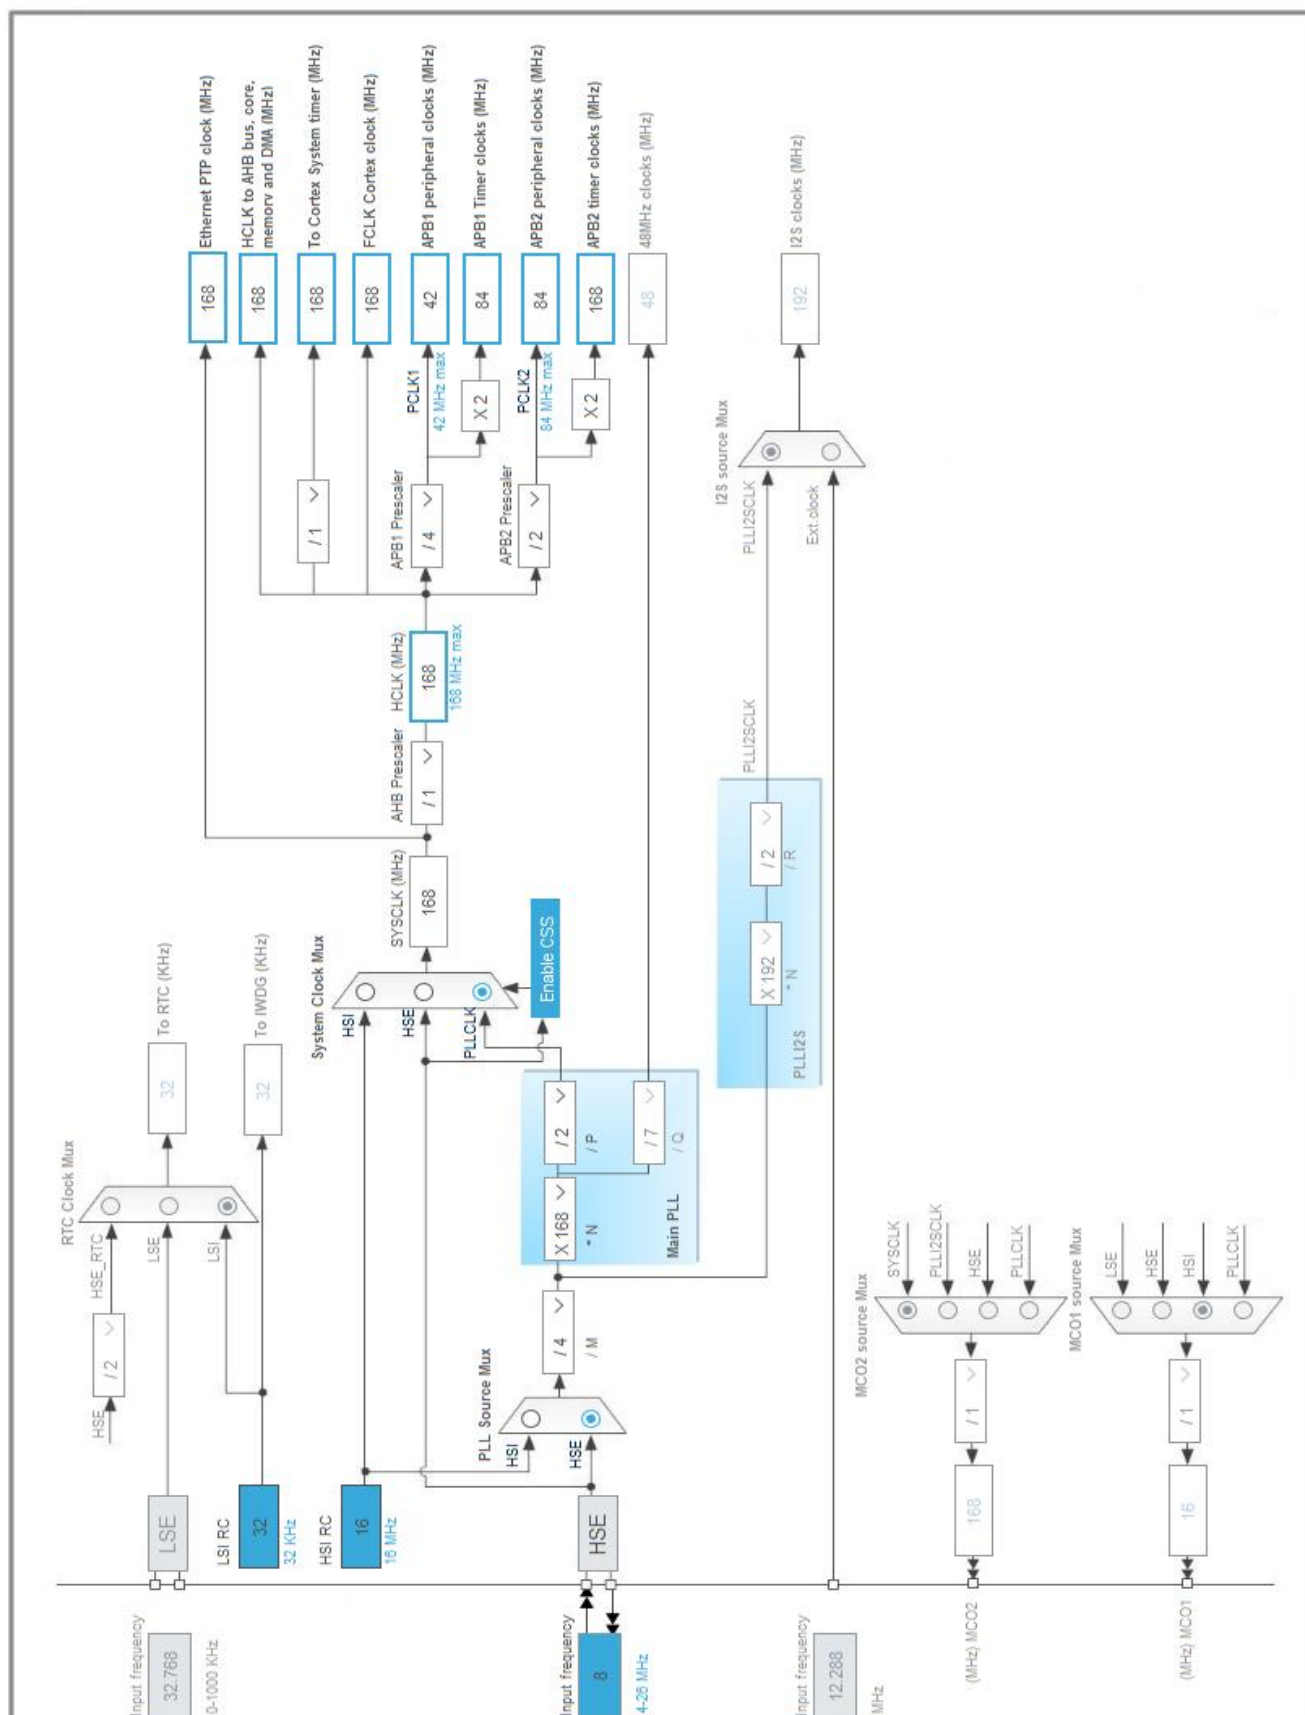 Input frequency
32.768
0-1000 KHz
LSE
HSE
/ 2
HSE_RTC
LSE
LSI
RTC Clock Mux
32
To RTC (KHz)
LSI RC
32
32 KHz
32
To IWDG (KHz)
HSI RC
16
16 MHz
Input frequency
8
4-26 MHz
HSE
HSI
HSE
PLL Source Mux
/ 4
/ M
X 168
* N
/ 2
/ P
/ 7
/ Q
Main PLL
System Clock Mux
HSI
HSE
PLLCLK
Enable CSS
SYSCLK (MHz)
168
AHB Prescaler
/ 1
HCLK (MHz)
168
168 MHz max
168
Ethernet PTP clock (MHz)
168
HCLK to AHB bus, core,
memory and DMA (MHz)
/ 1
168
To Cortex System timer (MHz)
168
FCLK Cortex clock (MHz)
APB1 Prescaler
/ 4
PCLK1
42 MHz max
42
APB1 peripheral clocks (MHz)
X 2
84
APB1 Timer clocks (MHz)
APB2 Prescaler
/ 2
PCLK2
84 MHz max
84
APB2 peripheral clocks (MHz)
X 2
168
APB2 timer clocks (MHz)
48
48MHz clocks (MHz)
PLLI2S
X 192
* N
/ 2
/ R
PLLI2SCLK
PLLI2SCLK
Ext.clock
I2S source Mux
192
I2S clocks (MHz)
Input frequency
12.288
MHz
(MHz) MCO2
168
/ 1
MCO2 source Mux
SYSCLK
PLLI2SCLK
HSE
PLLCLK
(MHz) MCO1
16
/ 1
MCO1 source Mux
LSE
HSE
HSI
PLLCLK